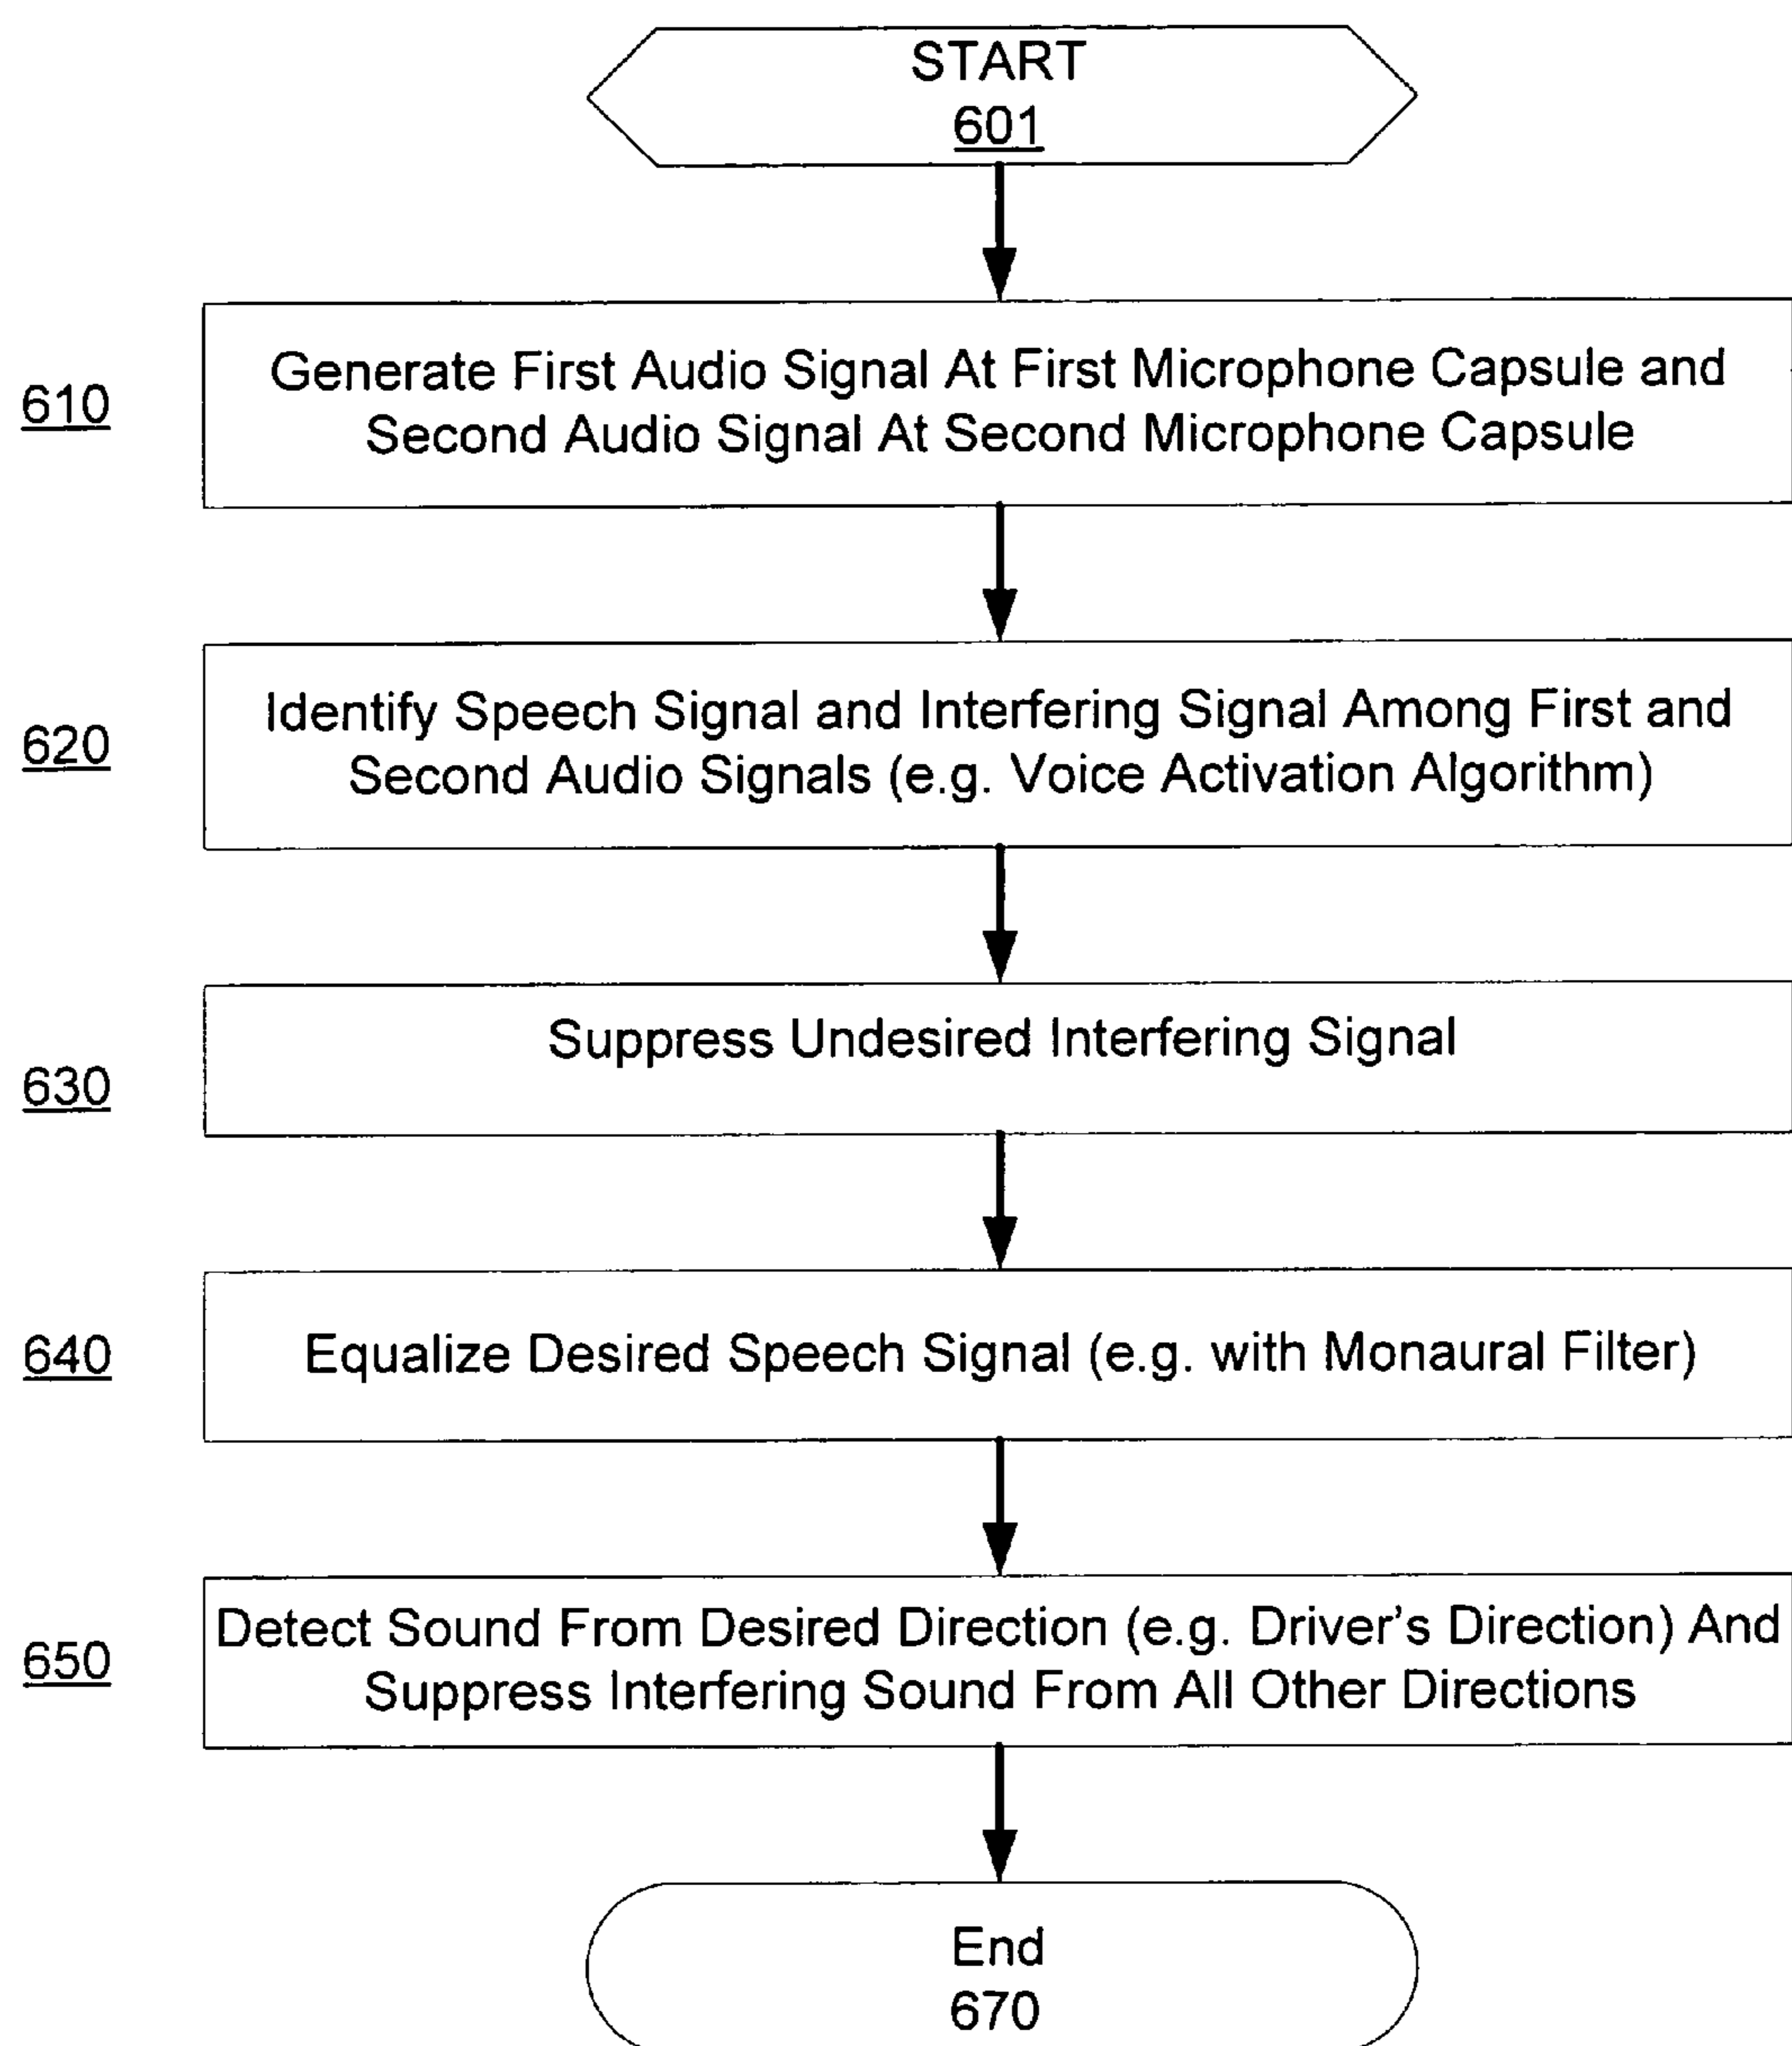 START
601
610
Generate First Audio Signal At First Microphone Capsule and
Second Audio Signal At Second Microphone Capsule
620
Identify Speech Signal and Interfering Signal Among First and
Second Audio Signals (e.g. Voice Activation Algorithm)
630
Suppress Undesired Interfering Signal
640
Equalize Desired Speech Signal (e.g. with Monaural Filter)
650
Detect Sound From Desired Direction (e.g. Driver's Direction) And
Suppress Interfering Sound From All Other Directions
End
670